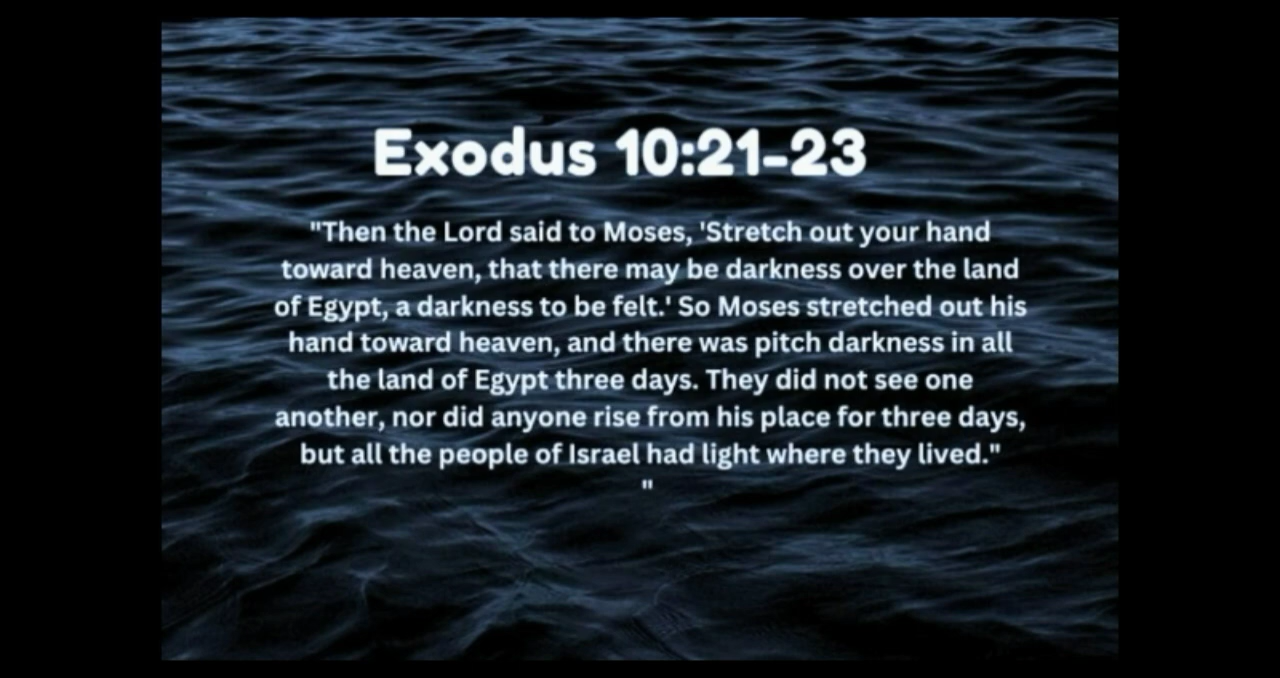 Exodus 10:21-23
"Then the Lord said to Moses, 'Stretch out your hand
toward heaven, that there may be darkness over the land
of Egypt, a darkness to be felt.' So Moses stretched out his
hand toward heaven, and there was pitch darkness in all
the land of Egypt three days. They did not see one
another, nor did anyone rise from his place for three days,
but all the people of Israel had light where they lived."
"